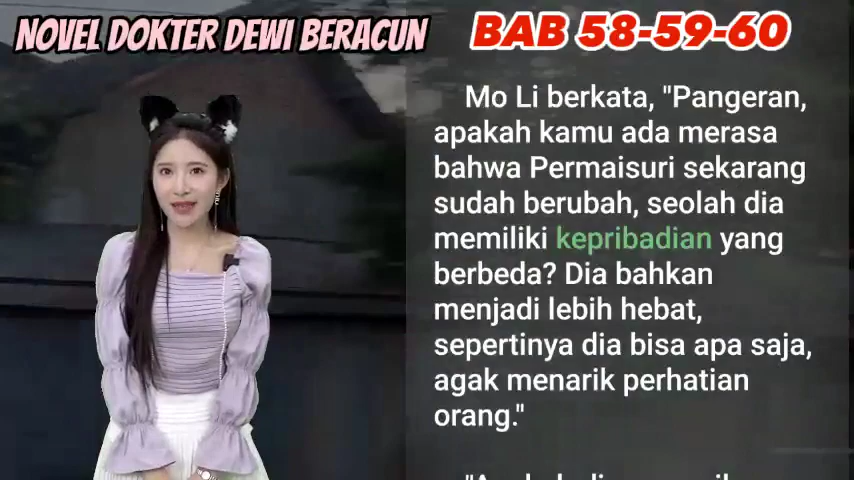 NOVEL DOKTER DEWI BERACUN
BAB 58-59-60
Mo Li berkata, "Pangeran,
apakah kamu ada merasa
bahwa Permaisuri sekarang
sudah berubah, seolah dia
memiliki kepribadian yang
berbeda? Dia bahkan
menjadi lebih hebat,
sepertinya dia bisa apa saja,
agak menarik perhatian
orang."